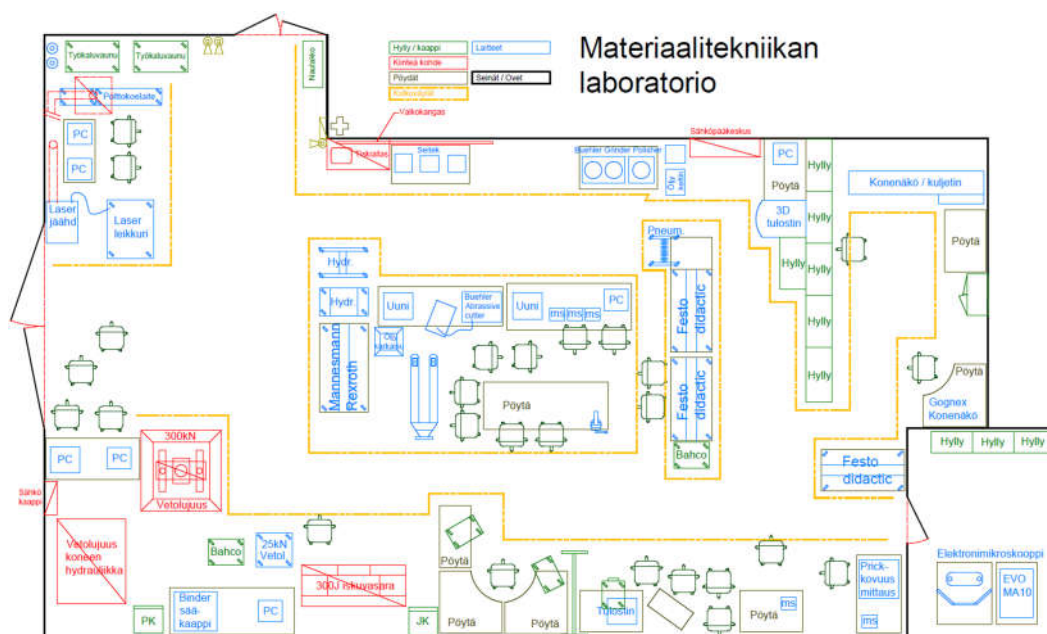 Materiaalitekniikan
laboratorio
Hylly / kaappi
Laitteet
Kiinteä kohde
Pöydät
Seinät / Ovet
Kulkuväylät
Valkokangas
Työkaluvaunu
Työkaluvaunu
Naulakko
Polttokoelaite
PC
PC
Laser
jäähd
Laser
leikkuri
Tiskiallas
Seitek
Buehler Grinder Polisher
Öljy
Sähköpääkeskus
PC
Pöytä
3D
tulostin
Hylly
Hylly
Hylly
Hylly
Hylly
Hylly
Konenäkö / kuljetin
Pöytä
Pöytä
Gognex
Konenäkö
Pneum.
Festo
didactic
Festo
didactic
Bahco
Hydr.
Hydr.
Mannesmann
Rexroth
Uuni
Buehler
Abrassive
cutter
Öljy
Uuni
ms
ms
ms
PC
Pöytä
PC
PC
300kN
Vetolujuus
Sähkö
kaappi
Vetolujuus
koneen
hydrauliikka
Bahco
25kN
Vetol
300J iskuvasara
PK
Binder
sää-
kaappi
PC
JK
Pöytä
Pöytä
Pöytä
Tulostin
Pöytä
ms
Prick-
kovuus
mittaus
ms
Festo
didactic
Hylly
Hylly
Hylly
Elektronimikroskooppi
EVO
MA10